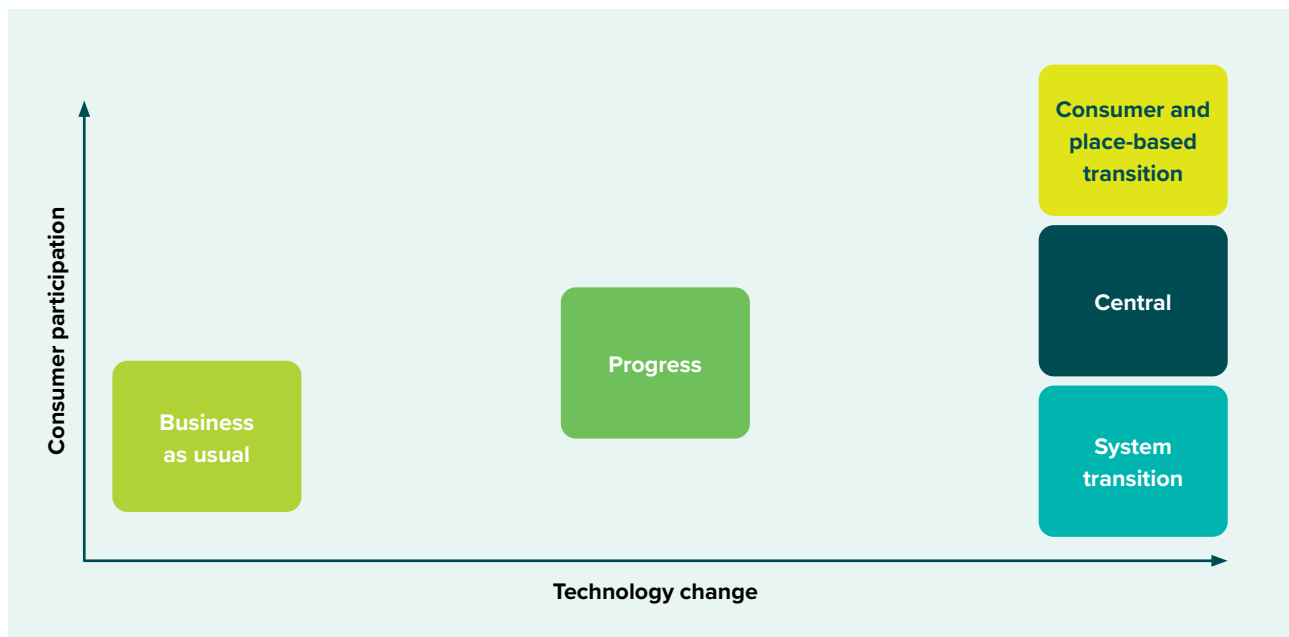 Consumer and
place-based
transition
Central
System
transition
Progress
Business
as usual
Consumer participation
Technology change